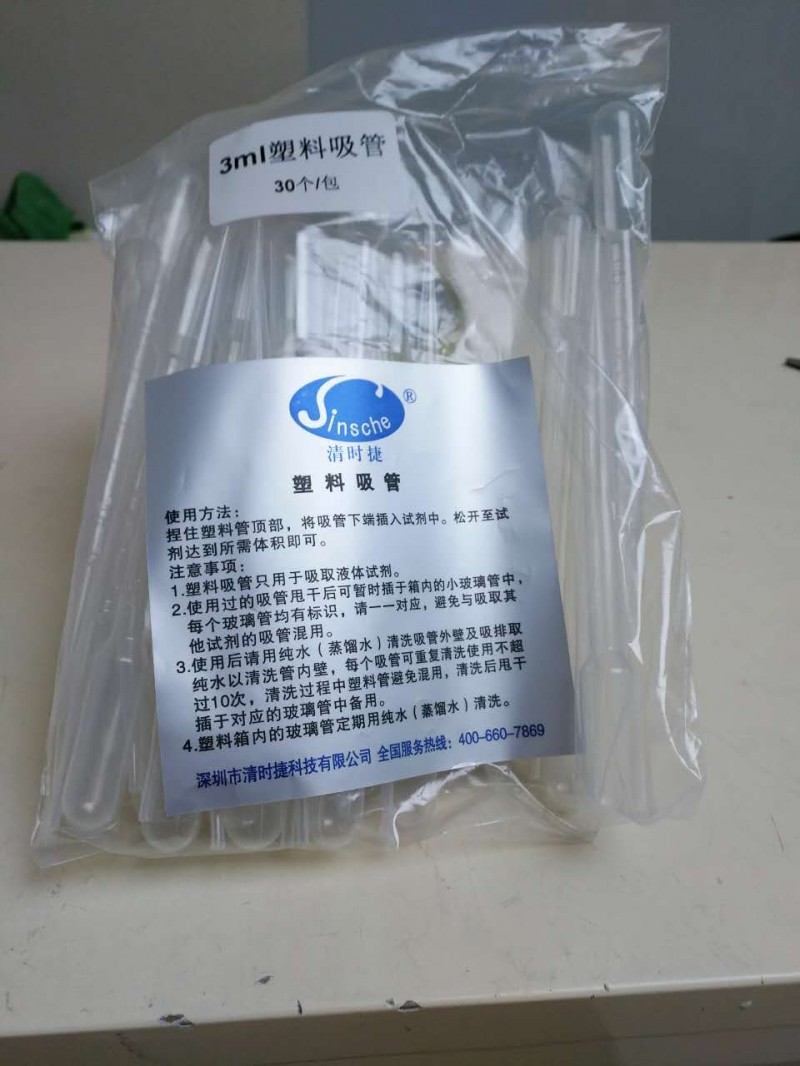 3ml塑料吸管
30个/包
Sinsche®
清时捷
塑料吸管
使用方法：
捏住塑料管顶部，将吸管下端插入试剂中。松开至试
剂达到所需体积即可。
注意事项：
1.塑料吸管只用于吸取液体试剂。
2.使用过的吸管甩干后可暂时插于箱内的小玻璃管中，
每个玻璃管均有标识，请一一对应，避免与吸取其
他试剂的吸管混用。
3.使用后请用纯水（蒸馏水）清洗吸管外壁及吸排取
纯水以清洗管内壁，每个吸管可重复清洗使用不超
过10次，清洗过程中塑料管避免混用，清洗后甩干
插于对应的玻璃管中备用。
4.塑料箱内的玻璃管定期用纯水（蒸馏水）清洗。
深圳市清时捷科技有限公司 全国服务热线：400-660-7869